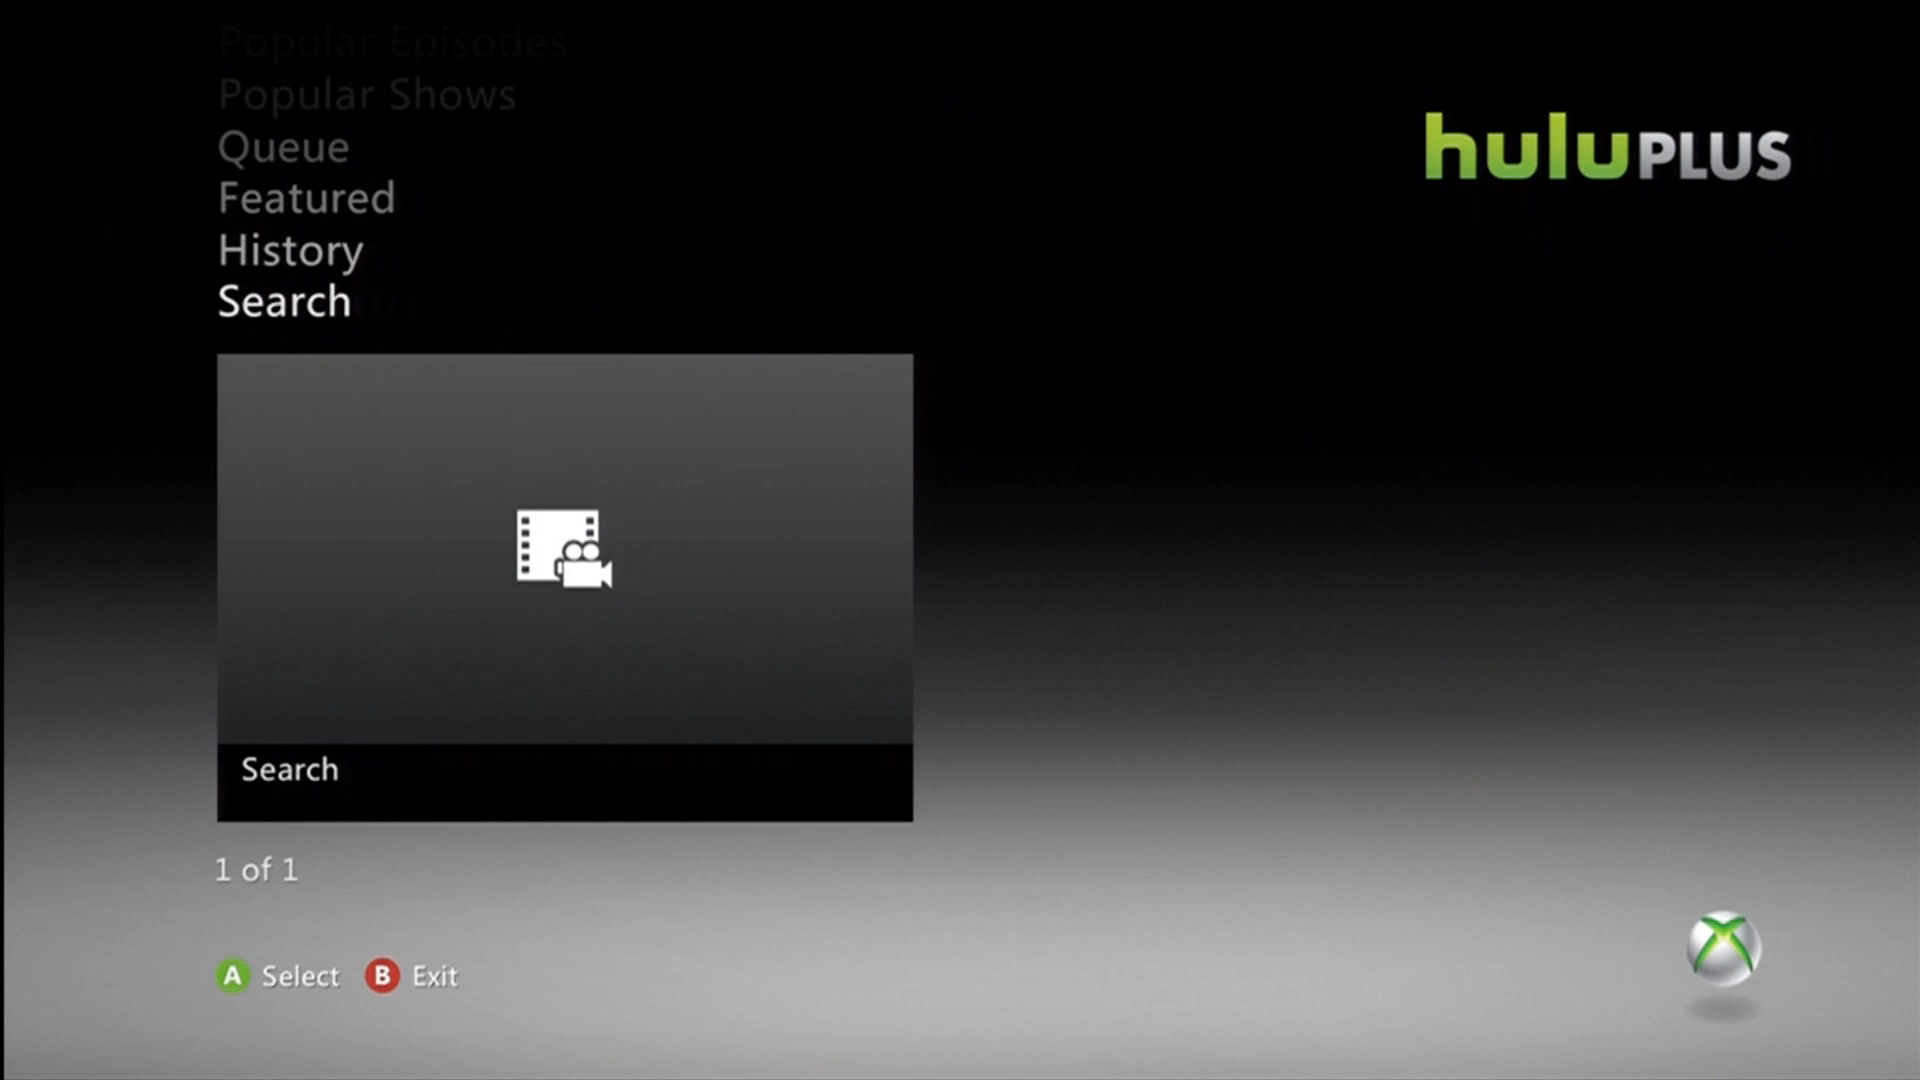 Popular Episodes
Popular Shows
Queue
Featured
History
Search
huluPLUS
Search
1 of 1
A Select B Exit